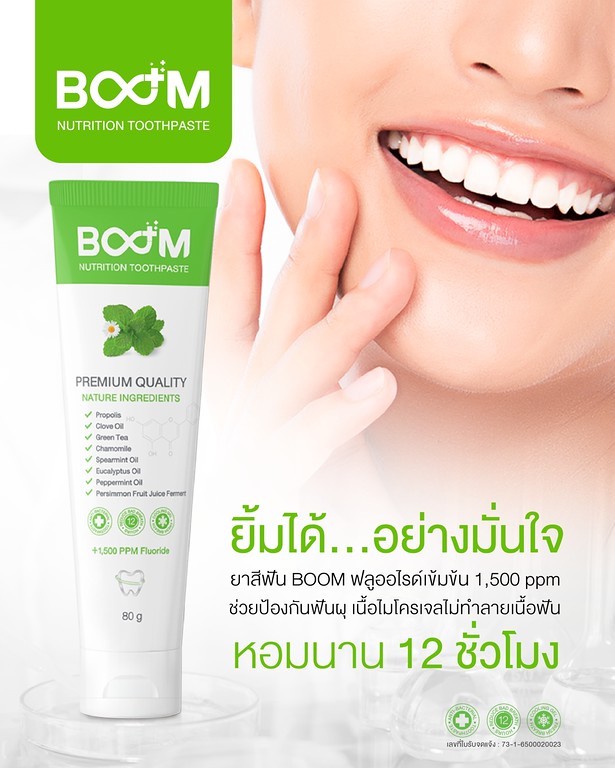 BOOM
NUTRITION TOOTHPASTE
BOOM
NUTRITION TOOTHPASTE
PREMIUM QUALITY
NATURE INGREDIENTS
Propolis
Clove Oil
Green Tea
Chamomile
Spearmint Oil
Eucalyptus Oil
Peppermint Oil
Persimmon Fruit Juice Ferment
HO
OH
12
+1,500 PPM Fluoride
80 g
ยิ้มได้...อย่างมั่นใจ
ยาสีฟัน BOOM ฟลูออไรด์เข้มข้น 1,500 ppm
ช่วยป้องกันฟันผุ เนื้อไมโครเจลไม่ทำลายเนื้อฟัน
หอมนาน 12 ชั่วโมง
12
เลขที่ใบรับจดแจ้ง : 73-1-6500020023